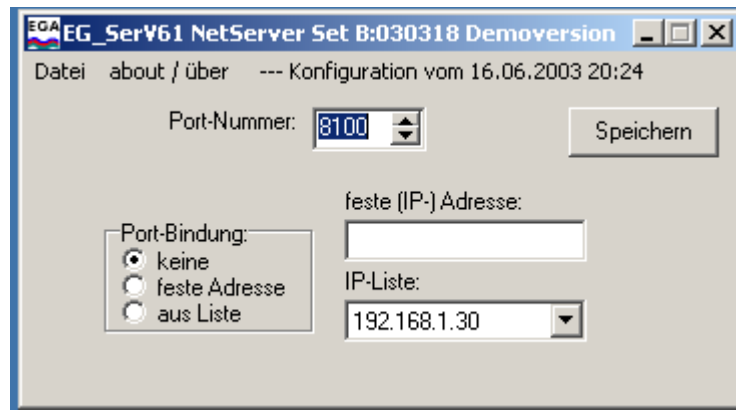 EGA EG_SerV61 NetServer Set B:030318 Demoversion
Datei about / über --- Konfiguration vom 16.06.2003 20:24
Port-Nummer: 8100 Speichern
feste (IP-) Adresse:
Port-Bindung:
keine
feste Adresse
aus Liste
IP-Liste:
192.168.1.30